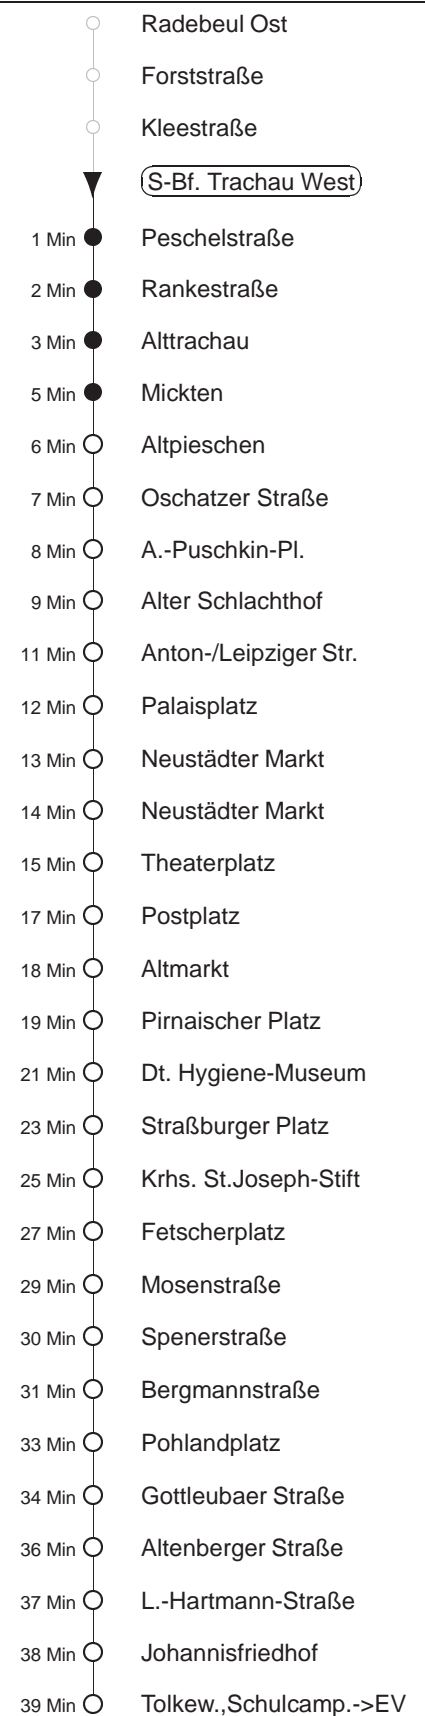 Radebeul Ost
Forststraße
Kleestraße
S-Bf. Trachau West
1 Min Peschelstraße
2 Min Rankestraße
3 Min Alttrachau
5 Min Mickten
6 Min Altpieschen
7 Min Oschatzer Straße
8 Min A.-Puschkin-Pl.
9 Min Alter Schlachthof
11 Min Anton-/Leipziger Str.
12 Min Palaisplatz
13 Min Neustädter Markt
14 Min Neustädter Markt
15 Min Theaterplatz
17 Min Postplatz
18 Min Altmarkt
19 Min Pirnaischer Platz
21 Min Dt. Hygiene-Museum
23 Min Straßburger Platz
25 Min Krhs. St.Joseph-Stift
27 Min Fetscherplatz
29 Min Mosenstraße
30 Min Spenerstraße
31 Min Bergmannstraße
33 Min Pohlandplatz
34 Min Gottleubaer Straße
36 Min Altenberger Straße
37 Min L.-Hartmann-Straße
38 Min Johannisfriedhof
39 Min Tolkew.,Schulcamp.->EV